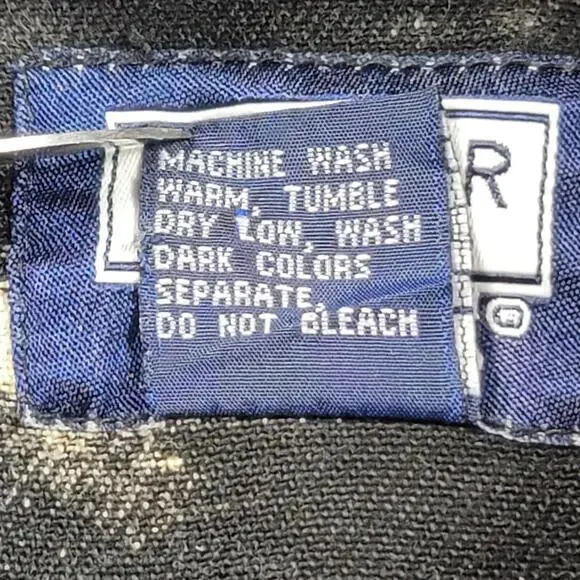 MACHINE WASH
WARM, TUMBLE
DRY LOW, WASH
DARK COLORS
SEPARATE,
DO NOT BLEACH
R
®